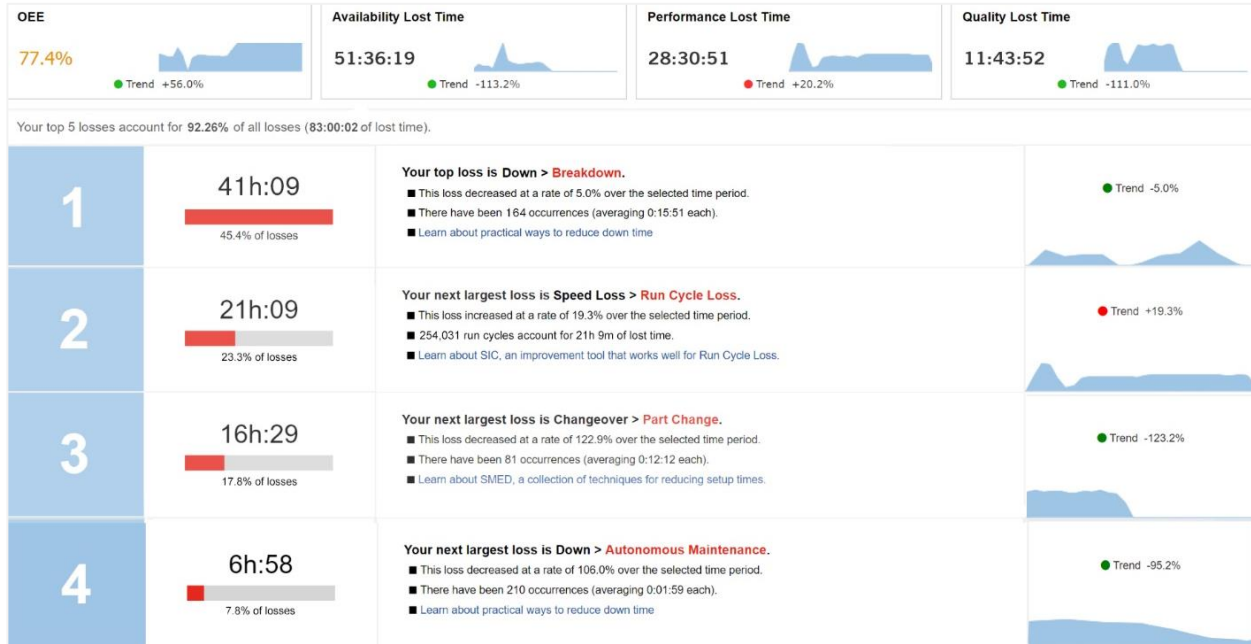 OEE
77.4%
Trend +56.0%
Availability Lost Time
51:36:19
Trend -113.2%
Performance Lost Time
28:30:51
Trend +20.2%
Quality Lost Time
11:43:52
Trend -111.0%
Your top 5 losses account for 92.26% of all losses (83:00:02 of lost time).
1
41h:09
45.4% of losses
Your top loss is Down > Breakdown.
This loss decreased at a rate of 5.0% over the selected time period.
There have been 164 occurrences (averaging 0:15:51 each).
Learn about practical ways to reduce down time
Trend -5.0%
2
21h:09
23.3% of losses
Your next largest loss is Speed Loss > Run Cycle Loss.
This loss increased at a rate of 19.3% over the selected time period.
254,031 run cycles account for 21h 9m of lost time.
Learn about SIC, an improvement tool that works well for Run Cycle Loss.
Trend +19.3%
3
16h:29
17.8% of losses
Your next largest loss is Changeover > Part Change.
This loss decreased at a rate of 122.9% over the selected time period.
There have been 81 occurrences (averaging 0:12:12 each).
Learn about SMED, a collection of techniques for reducing setup times.
Trend -123.2%
4
6h:58
7.8% of losses
Your next largest loss is Down > Autonomous Maintenance.
This loss decreased at a rate of 106.0% over the selected time period.
There have been 210 occurrences (averaging 0:01:59 each).
Learn about practical ways to reduce down time
Trend -95.2%